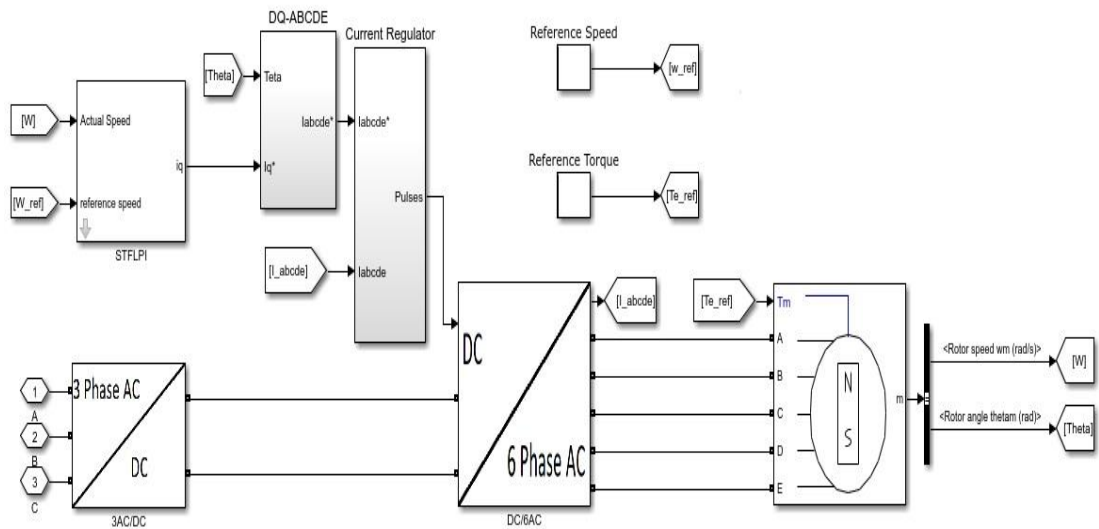 DQ-ABCDE
Current Regulator
Reference Speed
[Theta]
Teta
[w_ref]
[W]
Actual Speed
Iabcde*
Iabcde*
iq
Iq*
Reference Torque
[W_ref]
reference speed
Pulses
[Te_ref]
STFLPI
[I_abcde]
Iabcde
[I_abcde]
[Te_ref]
Tm
DC
A
<Rotor speed wm (rad/s)>
[W]
3 Phase AC
1
A
B
N
m
2
B
C
S
<Rotor angle thetam (rad)>
[Theta]
DC
6 Phase AC
D
3
C
E
3AC/DC
DC/6AC